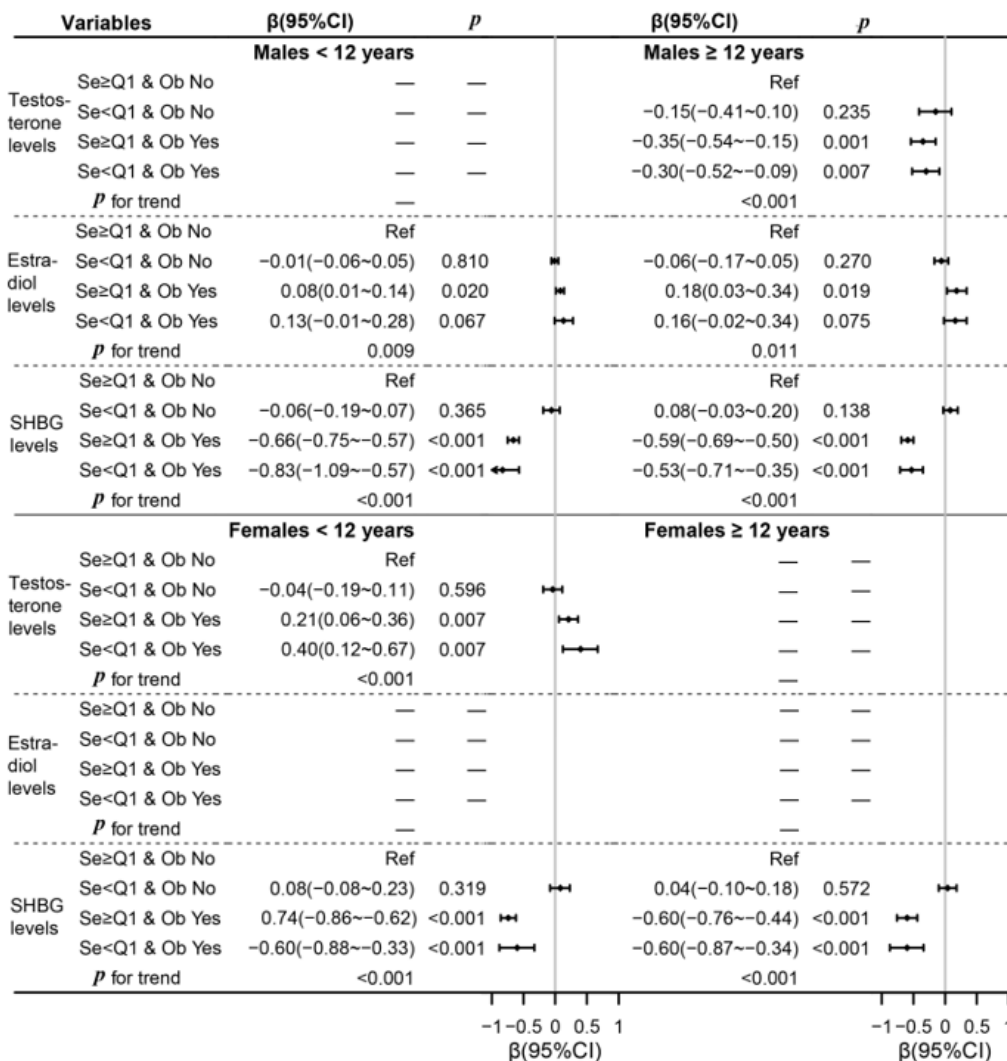 Variables β(95%CI) p β(95%CI) p
Males < 12 years Males ≥ 12 years
Testos-
terone
levels
Se≥Q1 & Ob No — — Ref
Se<Q1 & Ob No — — −0.15(−0.41~0.10) 0.235
Se≥Q1 & Ob Yes — — −0.35(−0.54~−0.15) 0.001
Se<Q1 & Ob Yes — — −0.30(−0.52~−0.09) 0.007
p for trend — <0.001
Estra-
diol
levels
Se≥Q1 & Ob No Ref Ref
Se<Q1 & Ob No −0.01(−0.06~0.05) 0.810 −0.06(−0.17~0.05) 0.270
Se≥Q1 & Ob Yes 0.08(0.01~0.14) 0.020 0.18(0.03~0.34) 0.019
Se<Q1 & Ob Yes 0.13(−0.01~0.28) 0.067 0.16(−0.02~0.34) 0.075
p for trend 0.009 0.011
SHBG
levels
Se≥Q1 & Ob No Ref Ref
Se<Q1 & Ob No −0.06(−0.19~0.07) 0.365 0.08(−0.03~0.20) 0.138
Se≥Q1 & Ob Yes −0.66(−0.75~−0.57) <0.001 −0.59(−0.69~−0.50) <0.001
Se<Q1 & Ob Yes −0.83(−1.09~−0.57) <0.001 −0.53(−0.71~−0.35) <0.001
p for trend <0.001 <0.001
Females < 12 years Females ≥ 12 years
Testos-
terone
levels
Se≥Q1 & Ob No Ref — —
Se<Q1 & Ob No −0.04(−0.19~0.11) 0.596 — —
Se≥Q1 & Ob Yes 0.21(0.06~0.36) 0.007 — —
Se<Q1 & Ob Yes 0.40(0.12~0.67) 0.007 — —
p for trend <0.001 —
Estra-
diol
levels
Se≥Q1 & Ob No — — — —
Se<Q1 & Ob No — — — —
Se≥Q1 & Ob Yes — — — —
Se<Q1 & Ob Yes — — — —
p for trend — —
SHBG
levels
Se≥Q1 & Ob No Ref Ref
Se<Q1 & Ob No 0.08(−0.08~0.23) 0.319 0.04(−0.10~0.18) 0.572
Se≥Q1 & Ob Yes 0.74(−0.86~−0.62) <0.001 −0.60(−0.76~−0.44) <0.001
Se<Q1 & Ob Yes −0.60(−0.88~−0.33) <0.001 −0.60(−0.87~−0.34) <0.001
p for trend <0.001 <0.001
−1 −0.5 0 0.5 1 −1 −0.5 0 0.5
β(95%CI) β(95%CI)